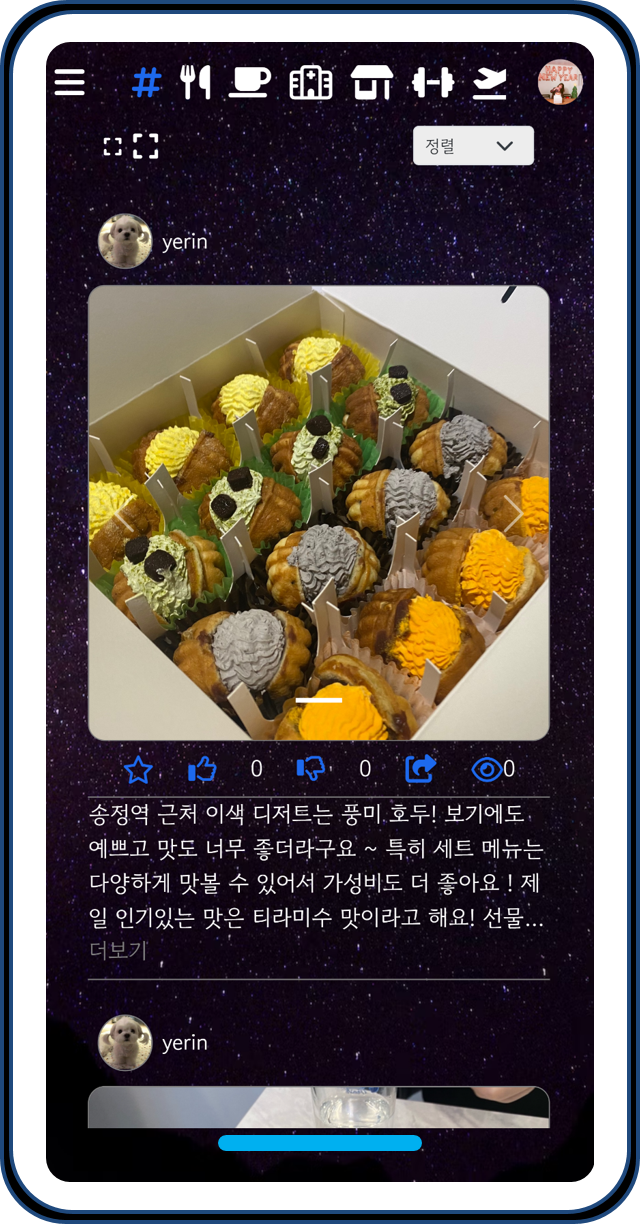 #
HAPPY
NEW YEAR!
정렬
yerin
0
0
0
송정역 근처 이색 디저트는 풍미 호두! 보기에도
예쁘고 맛도 너무 좋더라구요 ~ 특히 세트 메뉴는
다양하게 맛볼 수 있어서 가성비도 더 좋아요 ! 제
일 인기있는 맛은 티라미수 맛이라고 해요! 선물...
더보기
yerin